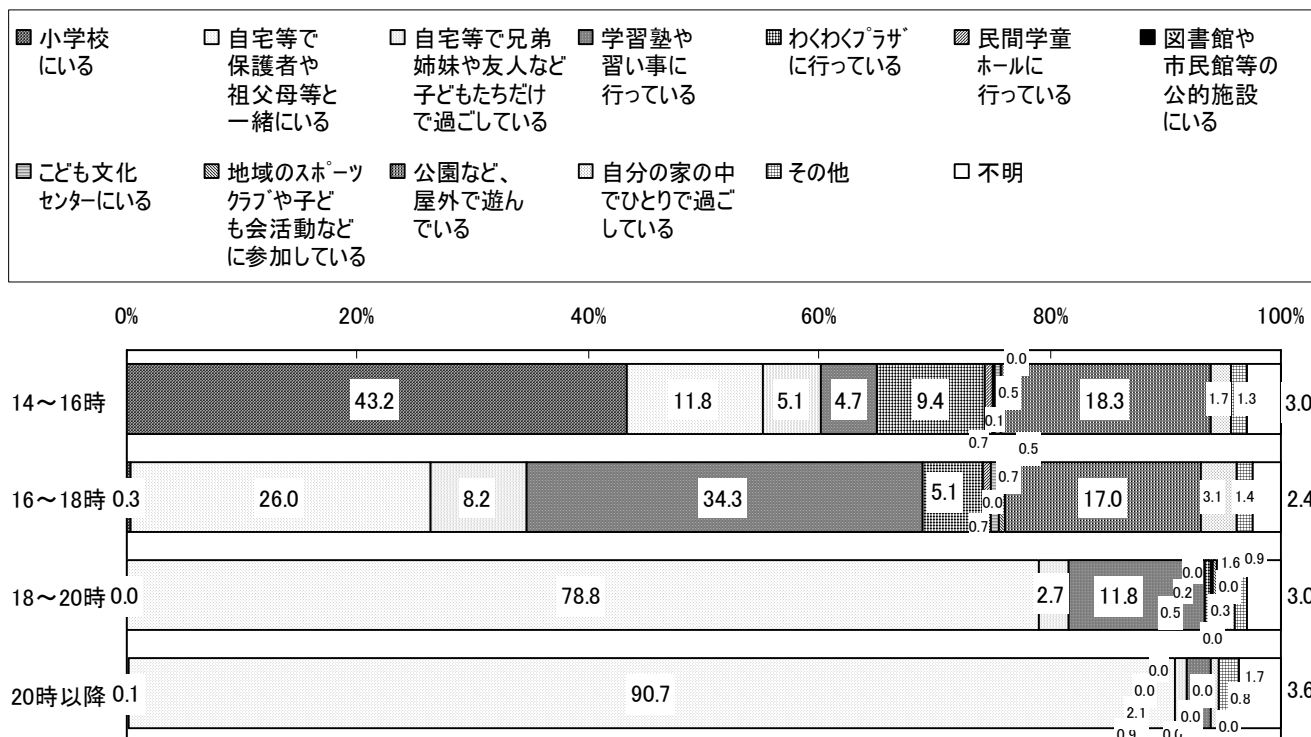 小学校
にいる
自宅等で
保護者や
祖父母等と
一緒にいる
自宅等で兄弟
姉妹や友人など
子どもたちだけ
で過ごしている
学習塾や
習い事に
行っている
わくわくﾌﾟﾗｻﾞ
に行っている
民間学童
ﾎｰﾙに
行っている
図書館や
市民館等の
公的施設
にいる
こども文化
ｾﾝﾀｰにいる
地域のｽﾎﾟｰﾂ
ｸﾗﾌﾞや子ど
も会活動など
に参加している
公園など、
屋外で遊ん
でいる
自分の家の中
でひとりで過ご
している
その他
不明
0% 20% 40% 60% 80% 100%
14～16時 43.2 11.8 5.1 4.7 9.4 0.7 0.1 0.0 0.5 18.3 1.7 1.3 3.0
16～18時 0.3 26.0 8.2 34.3 5.1 0.7 0.0 0.7 0.5 17.0 3.1 1.4 2.4
18～20時 0.0 78.8 2.7 11.8 0.5 0.2 0.0 0.0 0.3 0.0 1.6 0.9 3.0
20時以降 0.1 90.7 0.9 2.1 0.0 0.0 0.0 0.0 0.0 0.0 0.8 1.7 3.6